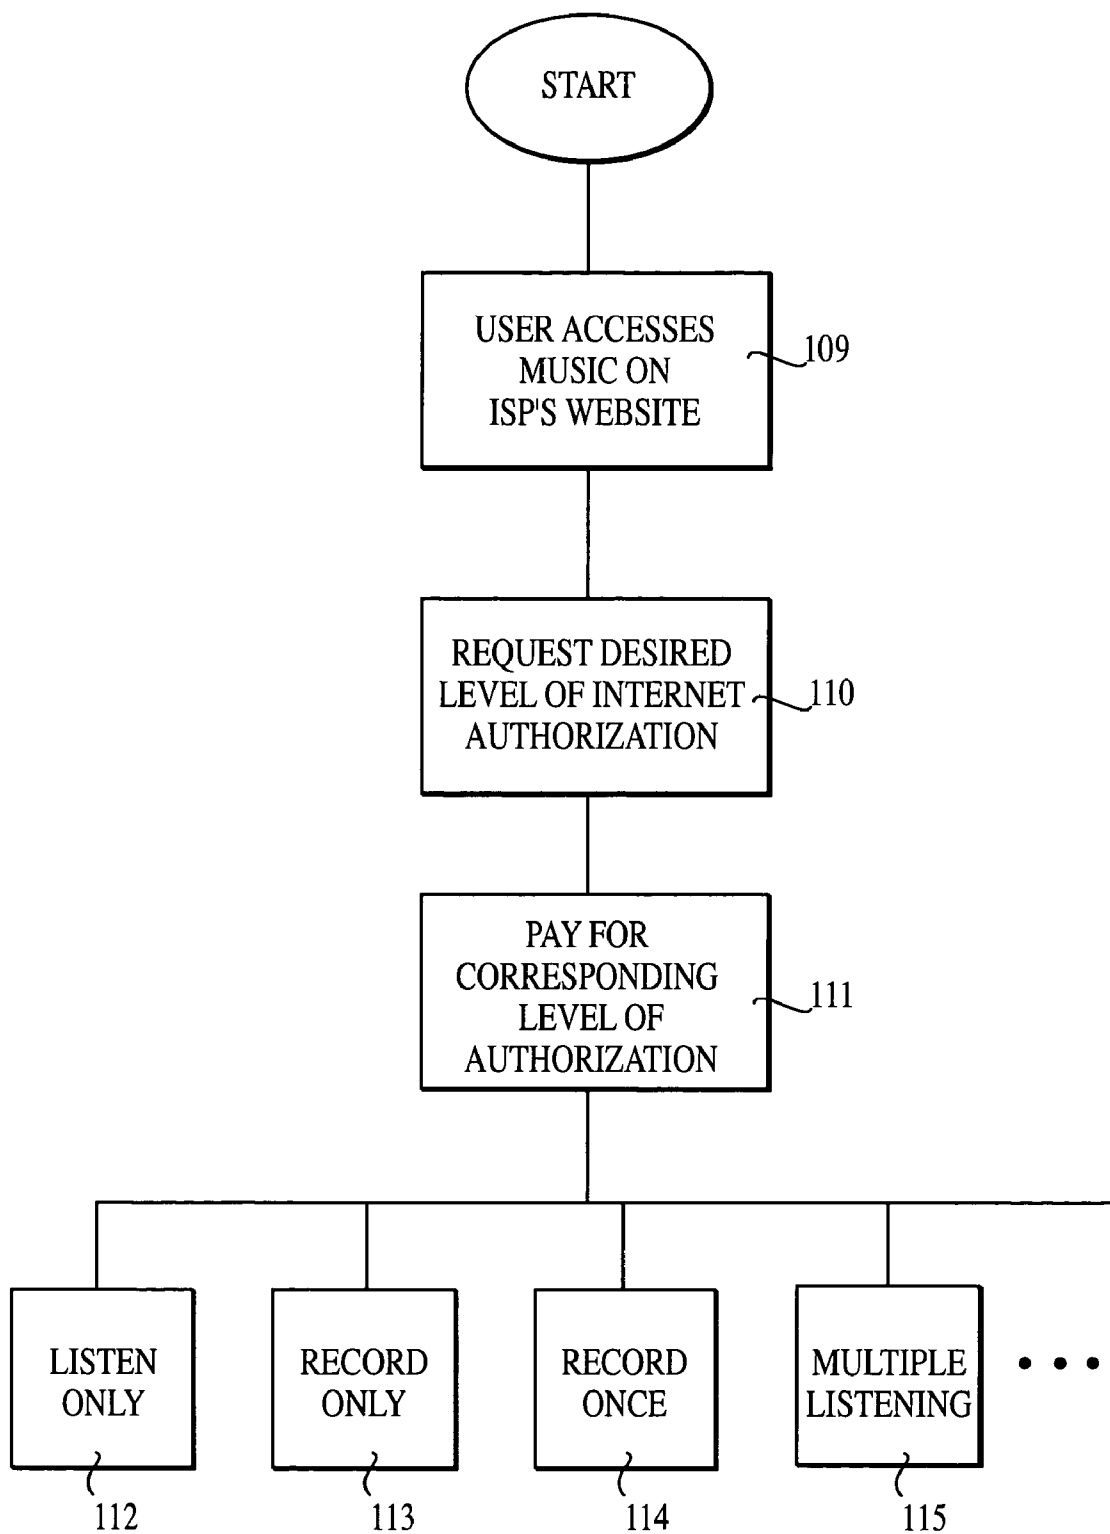 START
USER ACCESSES
MUSIC ON
ISP'S WEBSITE
109
REQUEST DESIRED
LEVEL OF INTERNET
AUTHORIZATION
110
PAY FOR
CORRESPONDING
LEVEL OF
AUTHORIZATION
111
LISTEN
ONLY
112
RECORD
ONLY
113
RECORD
ONCE
114
MULTIPLE
LISTENING
115
• • •